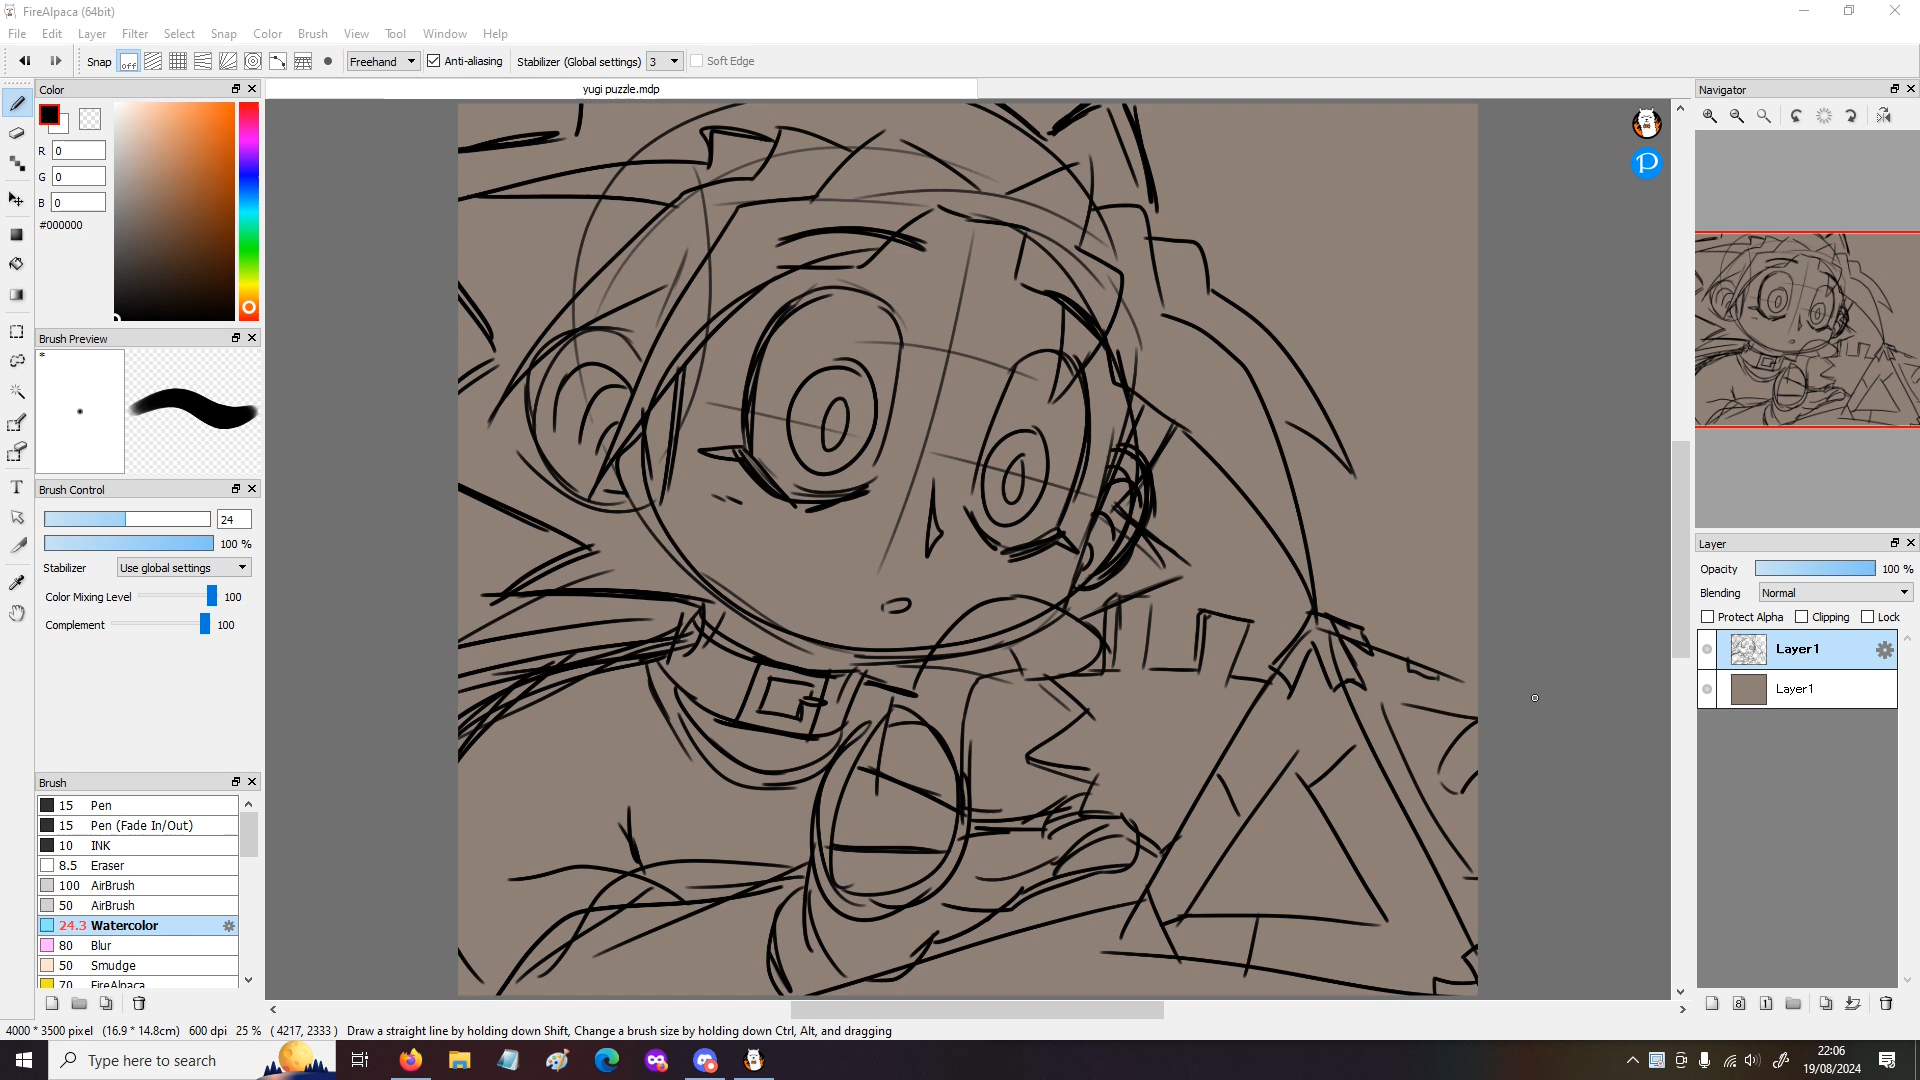 FireAlpaca (64bit)
File Edit Layer Filter Select Snap Color Brush View Tool Window Help
Snap off Freehand Anti-aliasing Stabilizer (Global settings) 3 Soft Edge
Color
yugi puzzle.mdp
Navigator
R 0
G 0
B 0
#000000
P
Brush Preview
*
Brush Control
24
100 %
Stabilizer Use global settings
Color Mixing Level 100
Complement 100
Layer
Opacity 100 %
Blending Normal
Protect Alpha Clipping Lock
Layer1
Layer1
T
Brush
15 Pen
15 Pen (Fade In/Out)
10 INK
8.5 Eraser
100 AirBrush
50 AirBrush
24.3 Watercolor
80 Blur
50 Smudge
70 FireAlpaca
8 1
4000 * 3500 pixel (16.9 * 14.8cm) 600 dpi 25 % ( 4217, 2333 ) Draw a straight line by holding down Shift, Change a brush size by holding down Ctrl, Alt, and dragging
Type here to search
22:06
19/08/2024